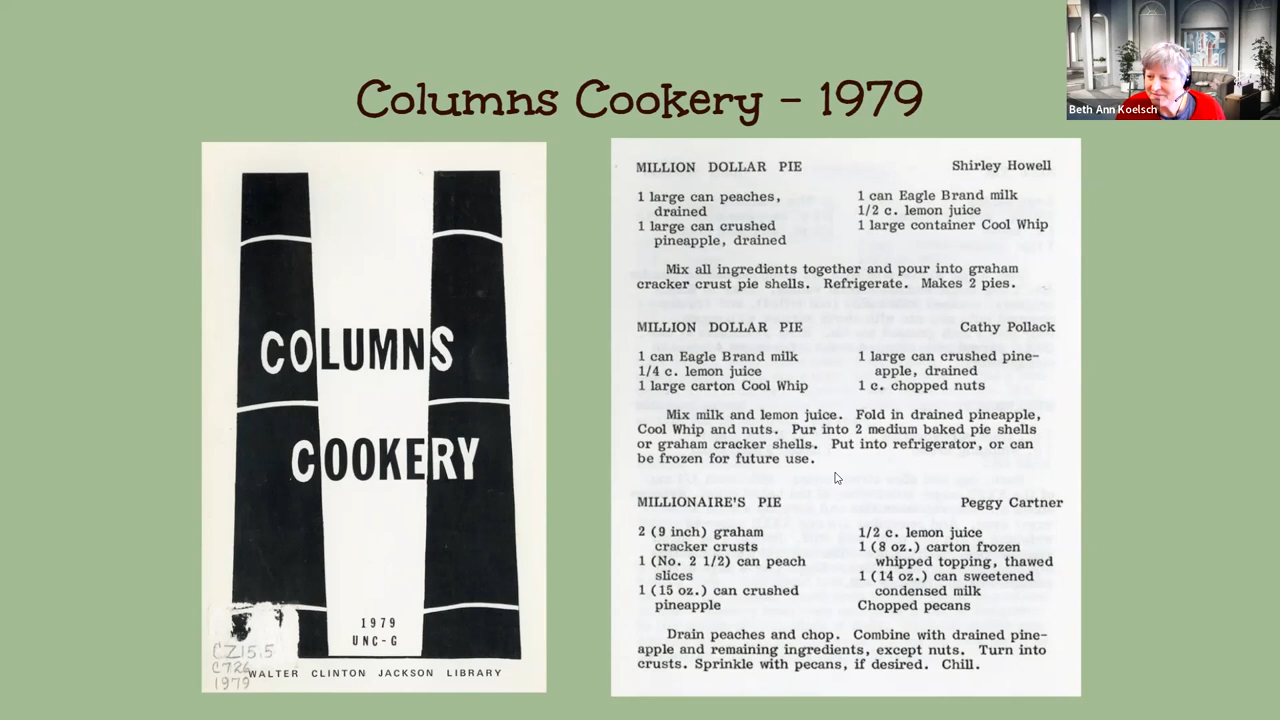 Columns Cookery - 1979
Beth Ann Koelsch
COLUMNS
COOKERY
1979
UNC-G
CZ15.5
C726
1979
WALTER CLINTON JACKSON LIBRARY
MILLION DOLLAR PIE Shirley Howell
1 large can peaches,
drained
1 large can crushed
pineapple, drained
1 can Eagle Brand milk
1/2 c. lemon juice
1 large container Cool Whip
Mix all ingredients together and pour into graham
cracker crust pie shells. Refrigerate. Makes 2 pies.
MILLION DOLLAR PIE Cathy Pollack
1 can Eagle Brand milk
1/4 c. lemon juice
1 large carton Cool Whip
1 large can crushed pine-
apple, drained
1 c. chopped nuts
Mix milk and lemon juice. Fold in drained pineapple,
Cool Whip and nuts. Pur into 2 medium baked pie shells
or graham cracker shells. Put into refrigerator, or can
be frozen for future use.
MILLIONAIRE'S PIE Peggy Cartner
2 (9 inch) graham
cracker crusts
1 (No. 2 1/2) can peach
slices
1 (15 oz.) can crushed
pineapple
1/2 c. lemon juice
1 (8 oz.) carton frozen
whipped topping, thawed
1 (14 oz.) can sweetened
condensed milk
Chopped pecans
Drain peaches and chop. Combine with drained pine-
apple and remaining ingredients, except nuts. Turn into
crusts. Sprinkle with pecans, if desired. Chill.